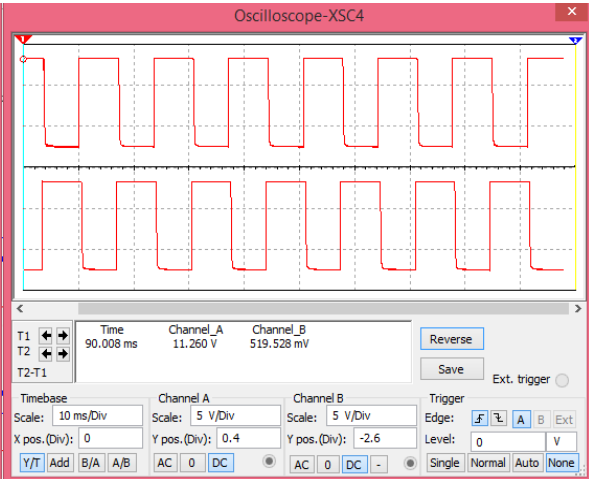 Oscilloscope-XSC4
×
1
2
< >
Time Channel_A Channel_B
T1 90.008 ms 11.260 V 519.528 mV
T2
T2-T1
Reverse
Save
Ext. trigger
Timebase
Scale: 10 ms/Div
X pos.(Div): 0
Y/T Add B/A A/B
Channel A
Scale: 5 V/Div
Y pos.(Div): 0.4
AC 0 DC
Channel B
Scale: 5 V/Div
Y pos.(Div): -2.6
AC 0 DC -
Trigger
Edge: A B Ext
Level: 0 V
Single Normal Auto None